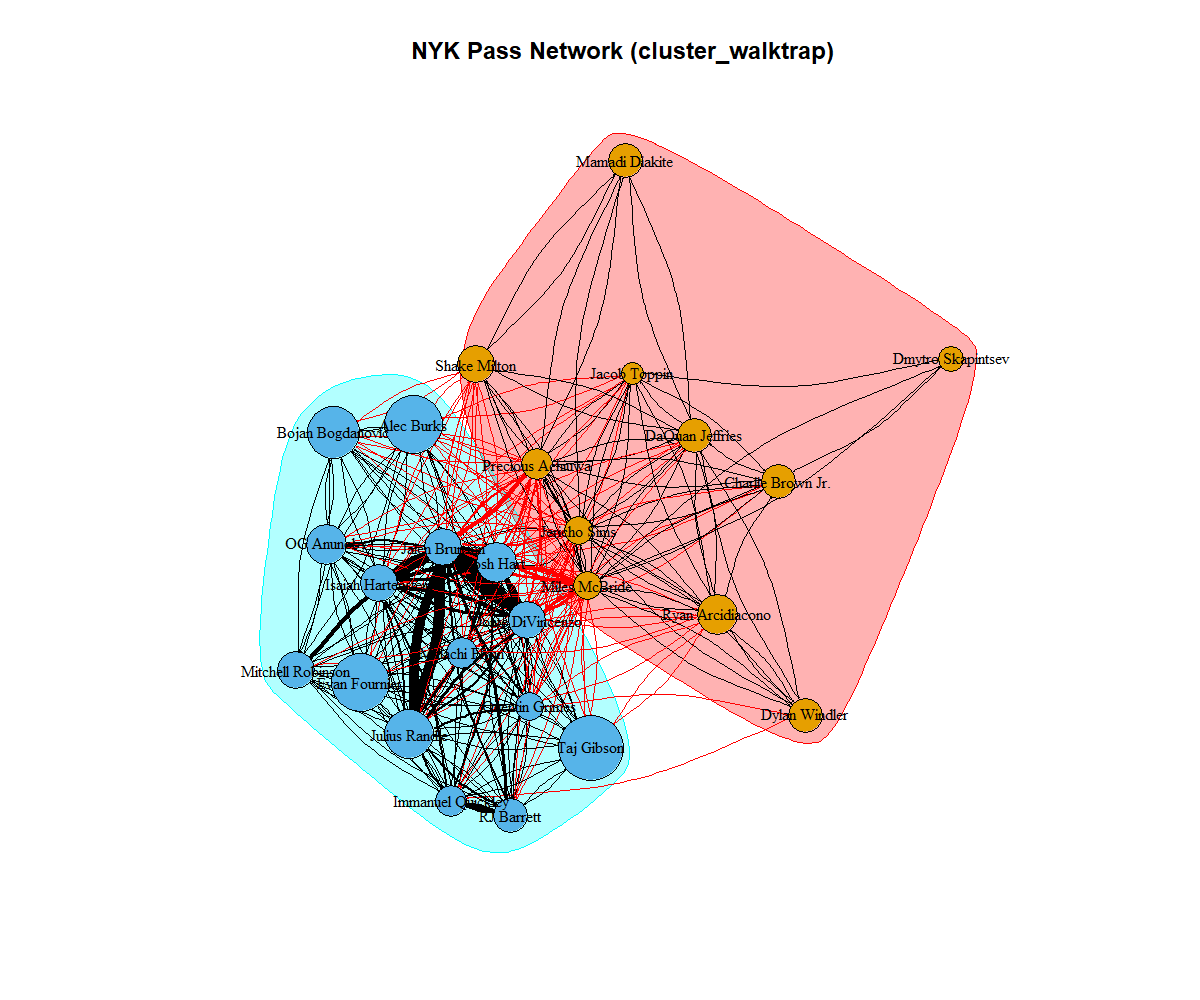 NYK Pass Network (cluster_walktrap)
Mamadi Diakite
Dmytro Skapintsev
Shake Milton
Jacob Toppin
Bojan Bogdanovic
Alec Burks
DaQuan Jeffries
Precious Achiuwa
Charlie Brown Jr.
Jericho Sims
OG Anunoby
Jalen Brunson
Josh Hart
Isaiah Hartenstein
Miles McBride
Ryan Arcidiacono
Donte DiVincenzo
Malachi Flynn
Mitchell Robinson
Evan Fournier
Quentin Grimes
Dylan Windler
Julius Randle
Taj Gibson
Immanuel Quickley
RJ Barrett